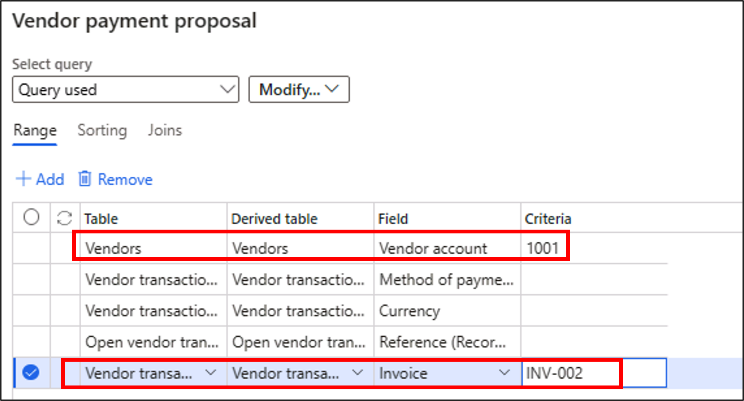 Vendor payment proposal
Select query
Query used Modify...
Range Sorting Joins
Add Remove
Table Derived table Field Criteria
Vendors Vendors Vendor account 1001
Vendor transactio... Vendor transactio... Method of payme...
Vendor transactio... Vendor transactio... Currency
Open vendor tran... Open vendor tran... Reference (Recor...
Vendor transa... Vendor transa... Invoice INV-002